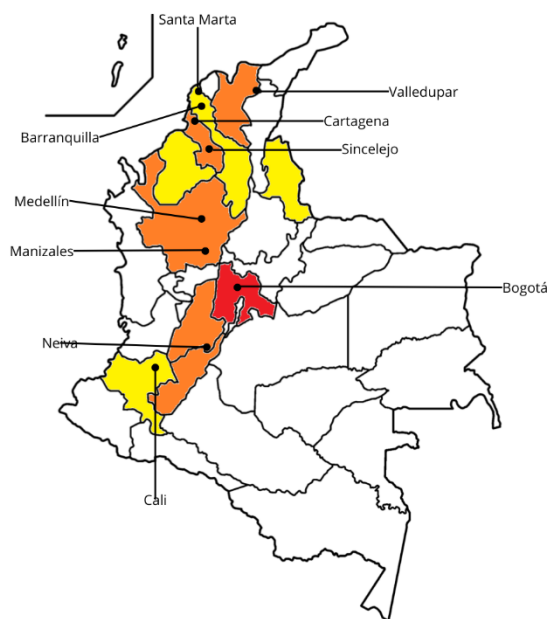 Santa Marta
Valledupar
Cartagena
Barranquilla
Sincelejo
Medellín
Manizales
Bogotá
Neiva
Cali